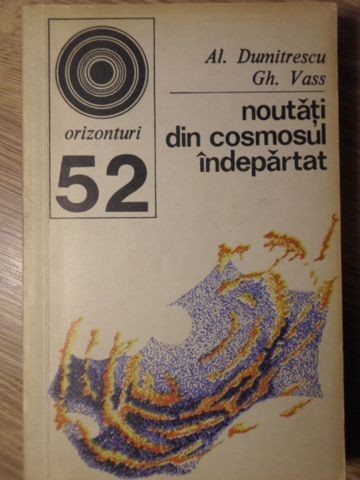 Al. Dumitrescu
Gh. Vass
noutăți
din cosmosul
îndepărtat
orizonturi
52